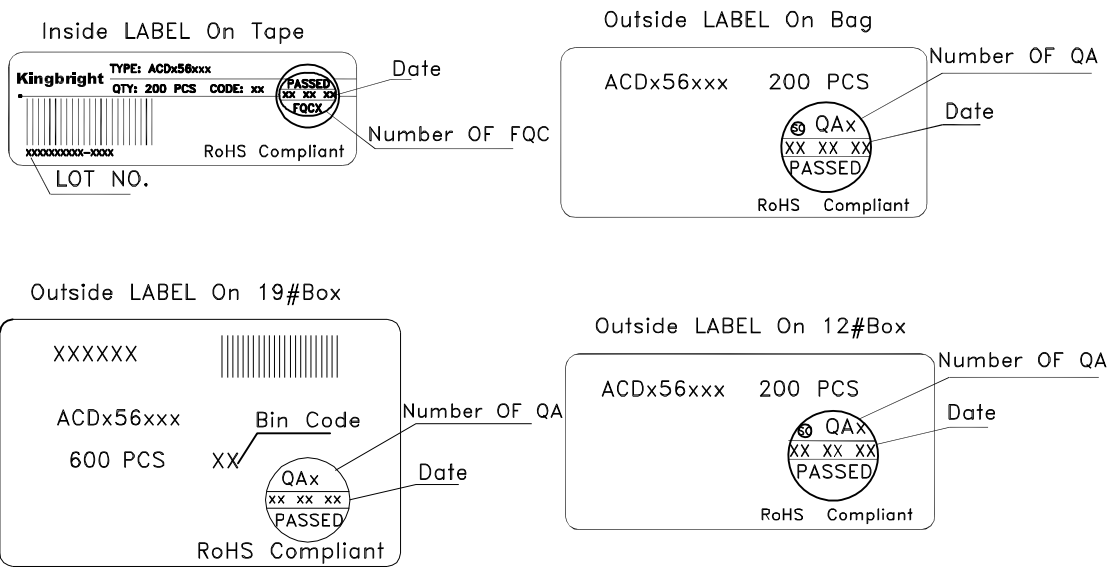 Inside LABEL On Tape
Kingbright
TYPE: ACDx56xxx
QTY: 200 PCS CODE: xx
PASSED
xx xx xx
FQCX
Date
Number OF FQC
xxxxxxxxxx-xxxx
RoHS Compliant
LOT NO.
Outside LABEL On Bag
ACDx56xxx 200 PCS
Number OF QA
SQ QAx
Date
XX XX XX
PASSED
RoHS Compliant
Outside LABEL On 19#Box
XXXXXX
ACDx56xxx
Bin Code
Number OF QA
600 PCS XX
QAx
Date
xx xx xx
PASSED
RoHS Compliant
Outside LABEL On 12#Box
ACDx56xxx 200 PCS
Number OF QA
SQ QAx
Date
XX XX XX
PASSED
RoHS Compliant